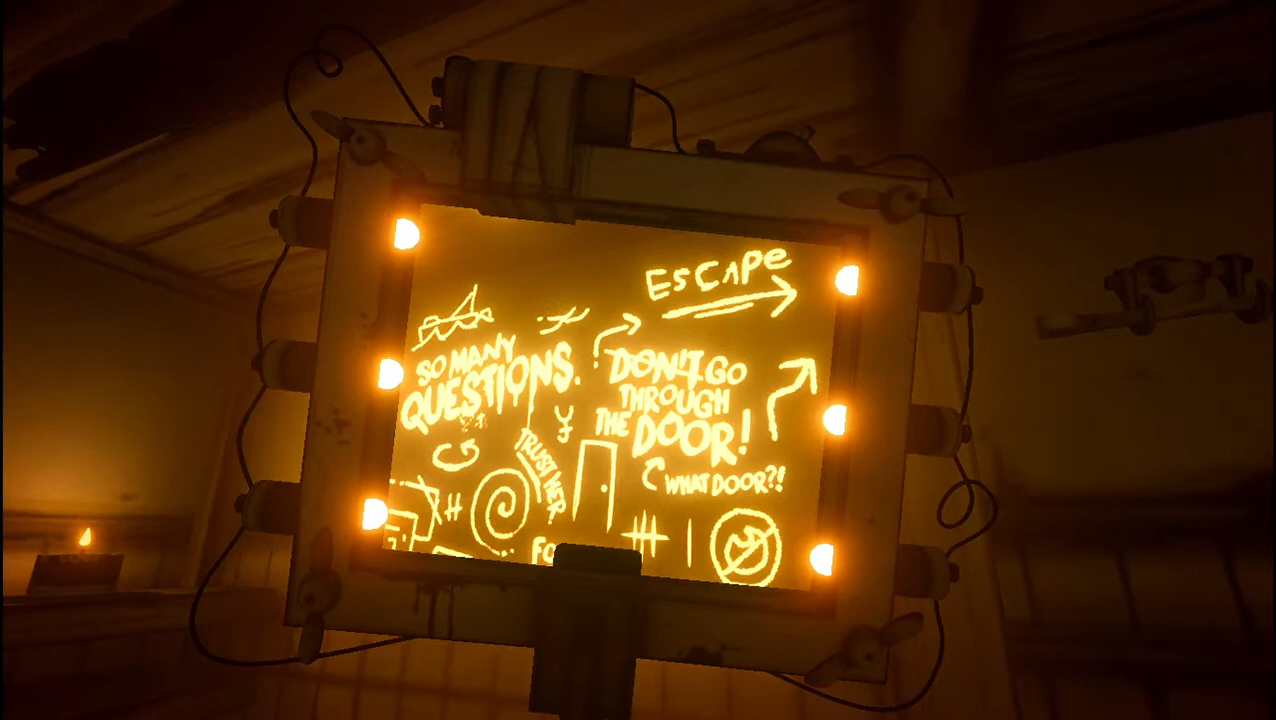 ESCAPE
SO MANY
QUESTIONS.
DON'T GO
THROUGH
THE DOOR!
TRUST HER.
WHAT DOOR?!